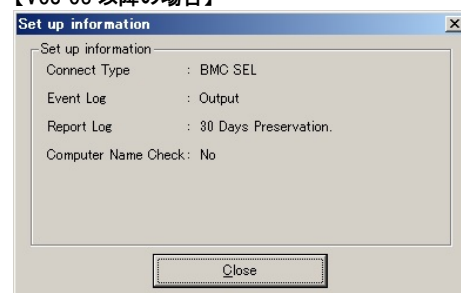 以降の場合】
Set up information
Set up information
Connect Type : BMC SEL
Event Log : Output
Report Log : 30 Days Preservation.
Computer Name Check: No
Close